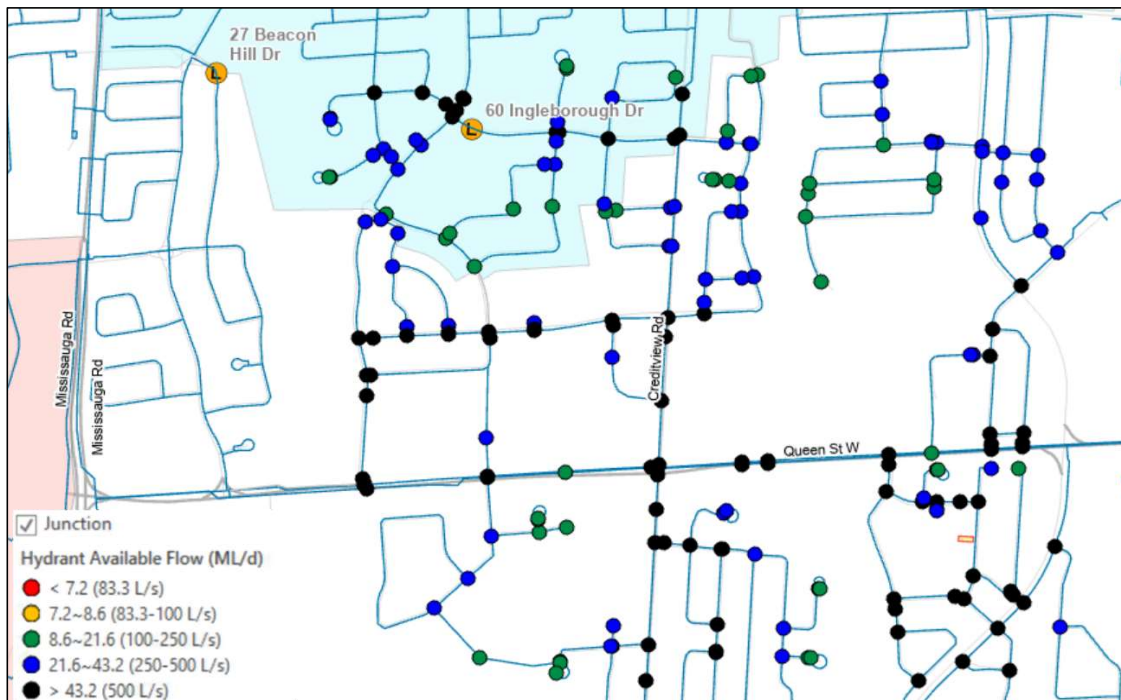 27 Beacon
Hill Dr
L
60 Ingleborough Dr
L
Mississauga Rd
Mississauga Rd
Creditview Rd
Queen St W
Junction
Hydrant Available Flow (ML/d)
< 7.2 (83.3 L/s)
7.2~8.6 (83.3-100 L/s)
8.6~21.6 (100-250 L/s)
21.6~43.2 (250-500 L/s)
> 43.2 (500 L/s)